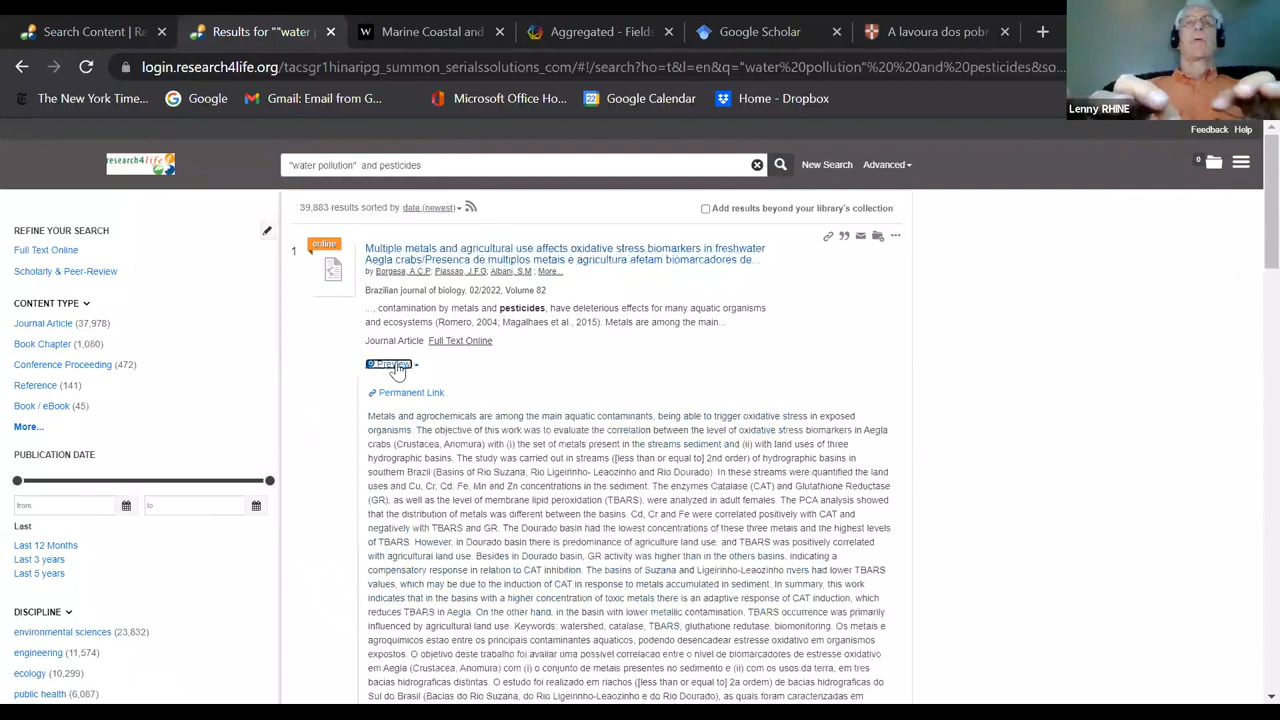 Search Content | Re
Results for ""water
Marine Coastal and
Aggregated - Fields
Google Scholar
A lavoura dos pob
login.research4life.org/tacsgr1hinaripg_summon_serialssolutions_com/#!/search?ho=t&l=en&q="water%20pollution"%20%20and%20pesticides&so...
The New York Time...
Google
Gmail: Email from G...
Microsoft Office Ho...
Google Calendar
Home - Dropbox
Lenny RHINE
Feedback Help
research4life
"water pollution" and pesticides
New Search
Advanced
0
39,883 results sorted by date (newest)
Add results beyond your library's collection
REFINE YOUR SEARCH
Full Text Online
Scholarly & Peer-Review
CONTENT TYPE
Journal Article (37,978)
Book Chapter (1,080)
Conference Proceeding (472)
Reference (141)
Book / eBook (45)
More...
PUBLICATION DATE
from
to
Last
Last 12 Months
Last 3 years
Last 5 years
DISCIPLINE
environmental sciences (23,832)
engineering (11,574)
ecology (10,299)
public health (6,087)
1
online
Multiple metals and agricultural use affects oxidative stress biomarkers in freshwater
Aegla crabs/Presenca de multiplos metais e agricultura afetam biomarcadores de...
by Borgesa, A.C.P; Piassao, J.F.G; Albani, S.M ; More...
Brazilian journal of biology, 02/2022, Volume 82
..., contamination by metals and pesticides, have deleterious effects for many aquatic organisms
and ecosystems (Romero, 2004; Magalhaes et al., 2015). Metals are among the main...
Journal Article Full Text Online
Preview
Permanent Link
Metals and agrochemicals are among the main aquatic contaminants, being able to trigger oxidative stress in exposed
organisms. The objective of this work was to evaluate the correlation between the level of oxidative stress biomarkers in Aegla
crabs (Crustacea, Anomura) with (i) the set of metals present in the streams sediment and (ii) with land uses of three
hydrographic basins. The study was carried out in streams ([less than or equal to] 2nd order) of hydrographic basins in
southern Brazil (Basins of Rio Suzana, Rio Ligeirinho- Leaozinho and Rio Dourado). In these streams were quantified the land
uses and Cu, Cr, Cd, Fe, Mn and Zn concentrations in the sediment. The enzymes Catalase (CAT) and Glutathione Reductase
(GR), as well as the level of membrane lipid peroxidation (TBARS), were analyzed in adult females. The PCA analysis showed
that the distribution of metals was different between the basins. Cd, Cr and Fe were correlated positively with CAT and
negatively with TBARS and GR. The Dourado basin had the lowest concentrations of these three metals and the highest levels
of TBARS. However, in Dourado basin there is predominance of agriculture land use, and TBARS was positively correlated
with agricultural land use. Besides in Dourado basin, GR activity was higher than in the others basins, indicating a
compensatory response in relation to CAT inhibition. The basins of Suzana and Ligeirinho-Leaozinho rivers had lower TBARS
values, which may be due to the induction of CAT in response to metals accumulated in sediment. In summary, this work
indicates that in the basins with a higher concentration of toxic metals there is an adaptive response of CAT induction, which
reduces TBARS in Aegla. On the other hand, in the basin with lower metallic contamination, TBARS occurrence was primarily
influenced by agricultural land use. Keywords: watershed, catalase, TBARS, gluthatione redutase, biomonitoring. Os metais e
agroquimicos estao entre os principais contaminantes aquaticos, podendo desencadear estresse oxidativo em organismos
expostos. O objetivo deste trabalho foi avaliar uma possivel correlacao entre o nivel de biomarcadores de estresse oxidativo
em Aegla (Crustacea, Anomura) com (i) o conjunto de metais presentes no sedimento e (ii) com os usos da terra, em tres
bacias hidrograficas distintas. O estudo foi realizado em riachos ([less than or equal to] 2a ordem) de bacias hidrograficas do
Sul do Brasil (Bacias do Rio Suzana, do Rio Ligeirinho-Leaozinho e do Rio Dourado), as quais foram caracterizadas em